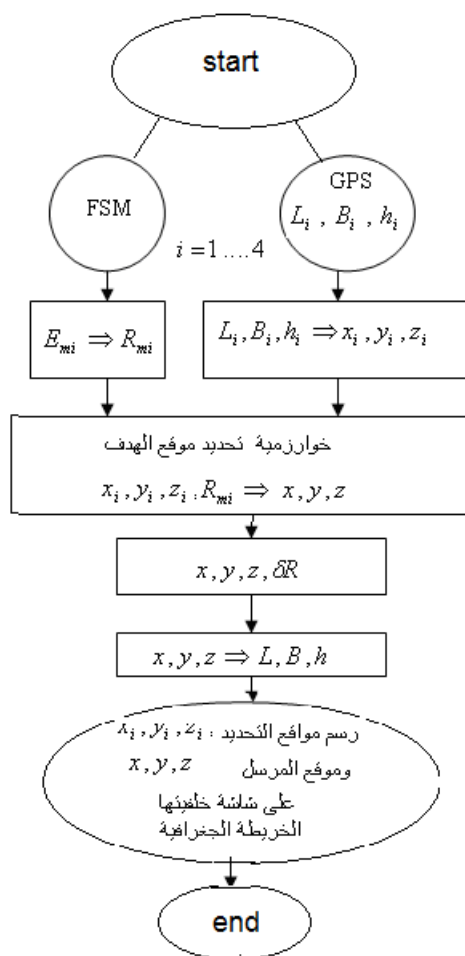 start
FSM
GPS
L_i , B_i , h_i
i = 1 .... 4
E_mi ⇒ R_mi
L_i , B_i , h_i ⇒ x_i , y_i , z_i
خوارزمية تحديد موقع الهدف
x_i , y_i , z_i , R_mi ⇒ x , y , z
x , y , z , δR
x , y , z ⇒ L , B , h
رسم مواقع التحديد : x_i , y_i , z_i
وموقع المرسل x , y , z
على شاشة خلفيتها
الخريطة الجغرافية
end